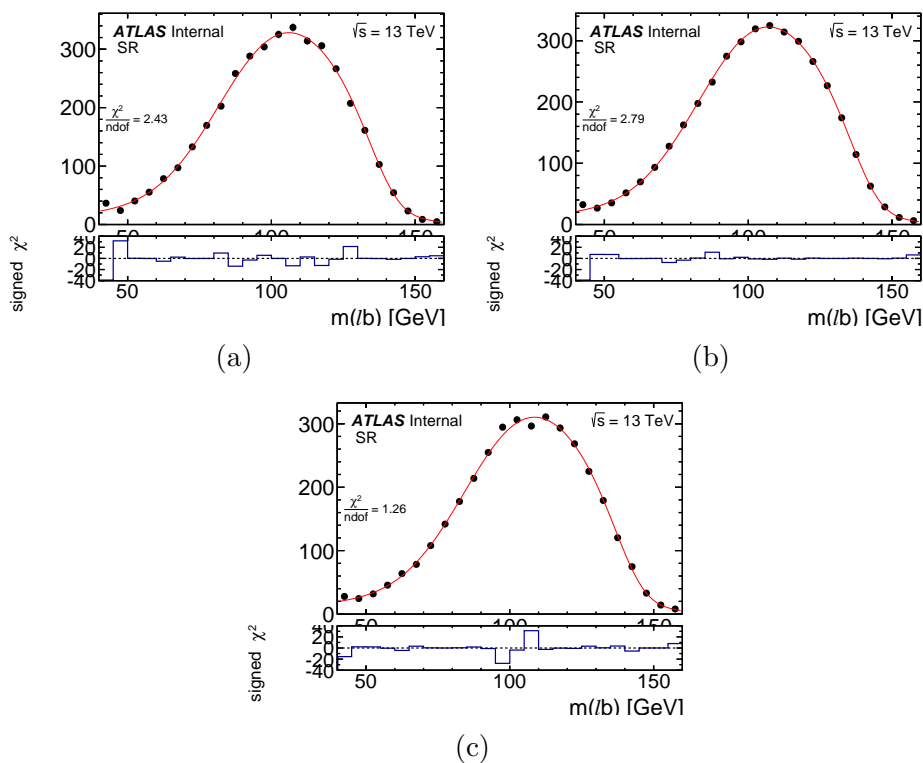 ATLAS Internal
SR
√s = 13 TeV
χ²/ndof = 2.43
300
200
100
0
signed χ²
40
20
0
-20
-40
50
100
150
m(lb) [GeV]
(a)
ATLAS Internal
SR
√s = 13 TeV
χ²/ndof = 2.79
300
200
100
0
signed χ²
40
20
0
-20
-40
50
100
150
m(lb) [GeV]
(b)
ATLAS Internal
SR
√s = 13 TeV
χ²/ndof = 1.26
300
200
100
0
signed χ²
40
20
0
-20
-40
50
100
150
m(lb) [GeV]
(c)